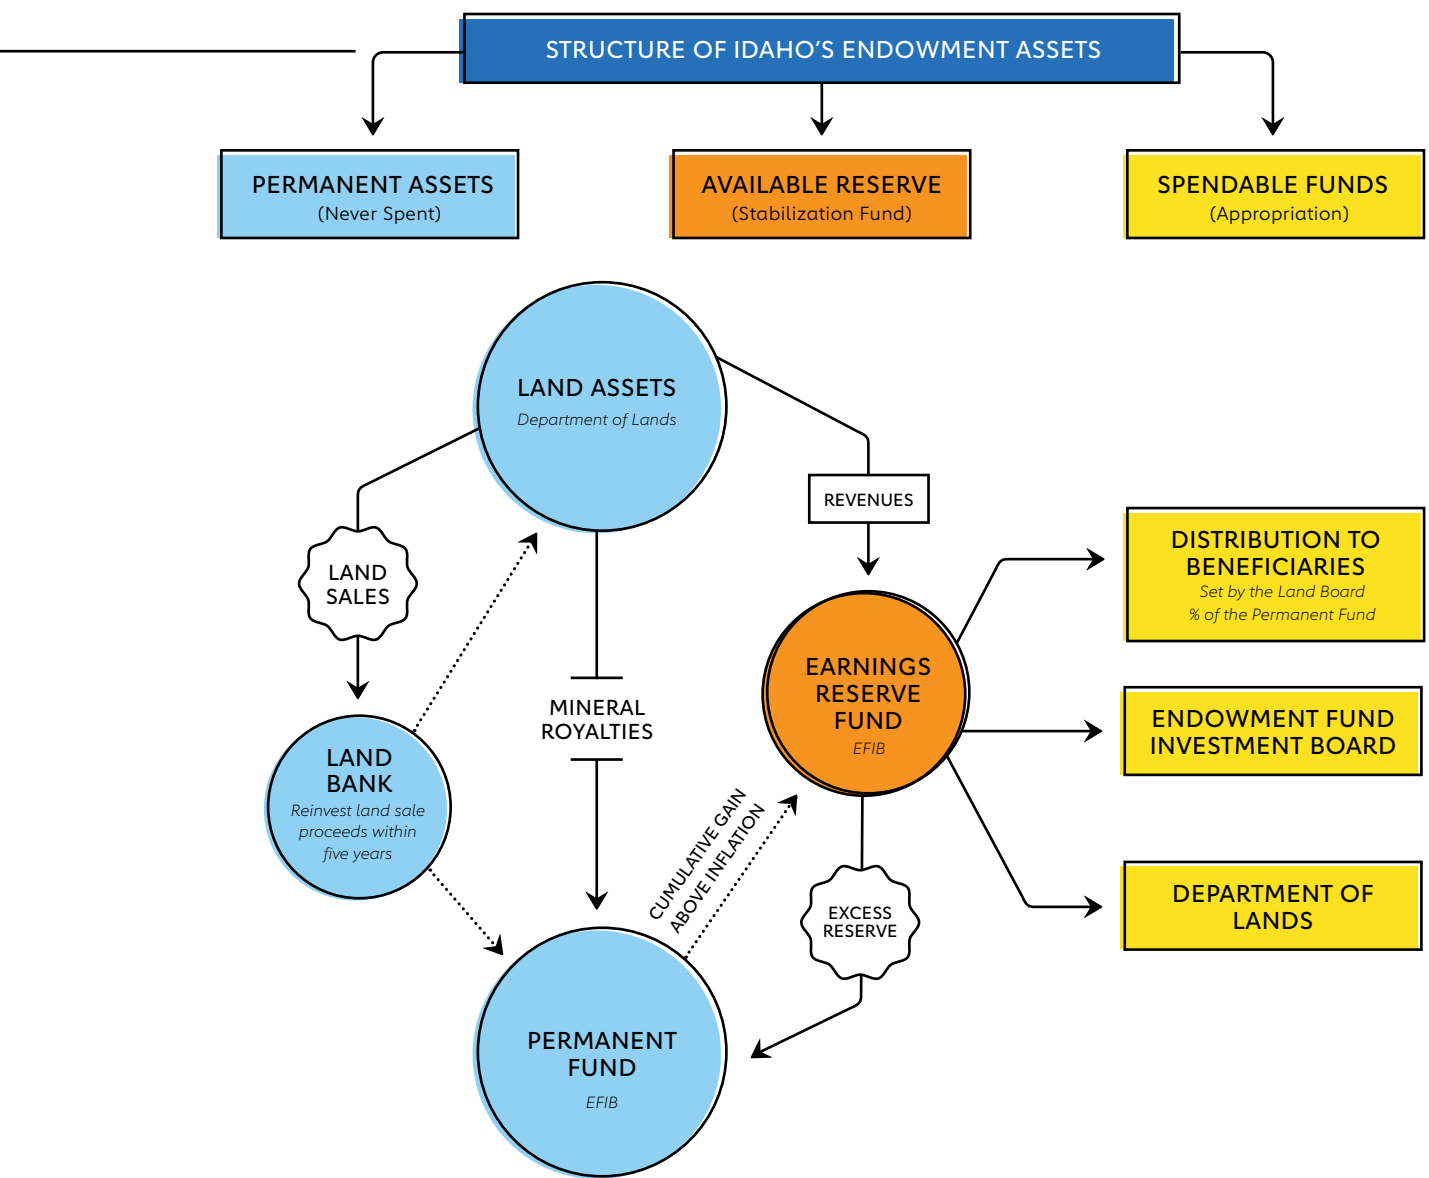 STRUCTURE OF IDAHO’S ENDOWMENT ASSETS
PERMANENT ASSETS
(Never Spent)
AVAILABLE RESERVE
(Stabilization Fund)
SPENDABLE FUNDS
(Appropriation)
LAND ASSETS
Department of Lands
REVENUES
LAND
SALES
DISTRIBUTION TO
BENEFICIARIES
Set by the Land Board
% of the Permanent Fund
MINERAL
ROYALTIES
EARNINGS
RESERVE
FUND
EFIB
ENDOWMENT FUND
INVESTMENT BOARD
LAND
BANK
Reinvest land sale
proceeds within
five years
CUMULATIVE GAIN
ABOVE INFLATION
EXCESS
RESERVE
DEPARTMENT OF
LANDS
PERMANENT
FUND
EFIB